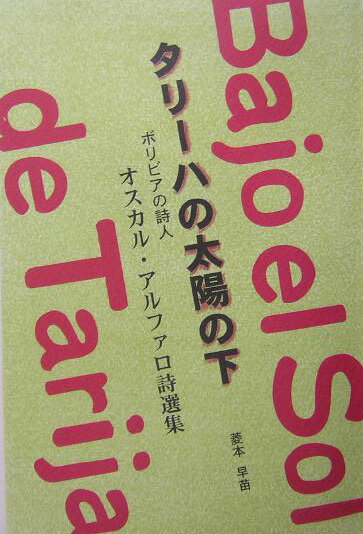 Bajo el Sol
de Tarija
タリーハの太陽の下
ボリビアの詩人
オスカル・アルファロ詩選集
菱本 早苗